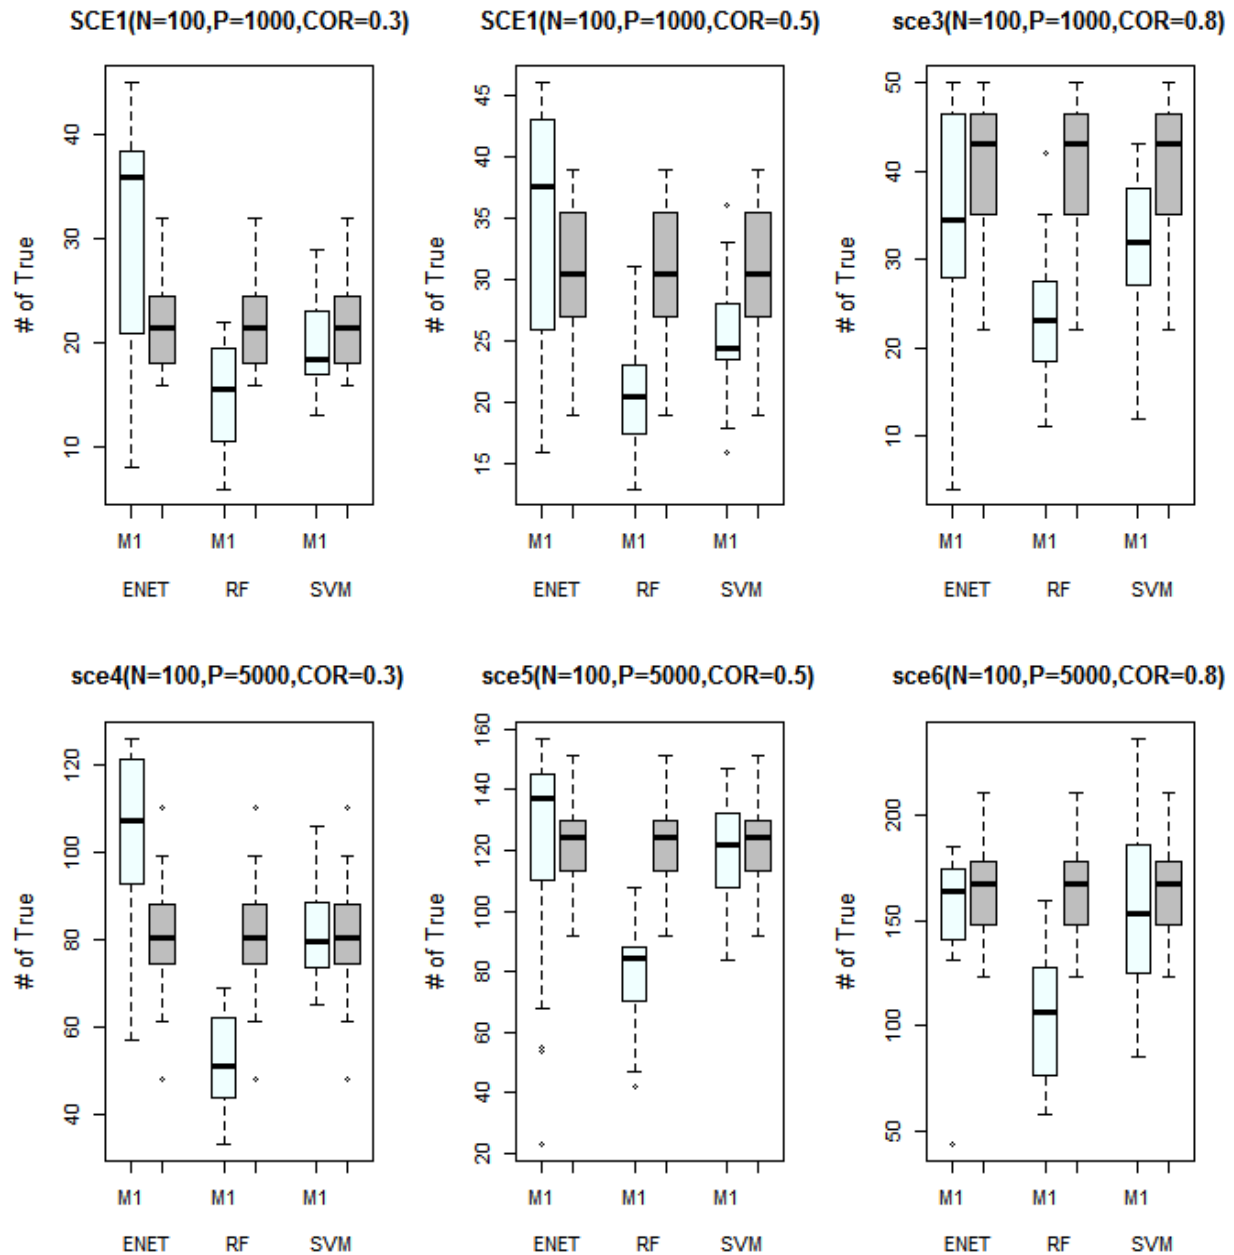 SCE1(N=100,P=1000,COR=0.3) SCE1(N=100,P=1000,COR=0.5) sce3(N=100,P=1000,COR=0.8)
# of True
40
30
20
10
M1 M1 M1
ENET RF SVM
# of True
45
40
35
30
25
20
15
M1 M1 M1
ENET RF SVM
# of True
50
40
30
20
10
M1 M1 M1
ENET RF SVM
sce4(N=100,P=5000,COR=0.3) sce5(N=100,P=5000,COR=0.5) sce6(N=100,P=5000,COR=0.8)
# of True
120
100
80
60
40
M1 M1 M1
ENET RF SVM
# of True
160
140
120
100
80
60
40
20
M1 M1 M1
ENET RF SVM
# of True
200
150
100
50
M1 M1 M1
ENET RF SVM